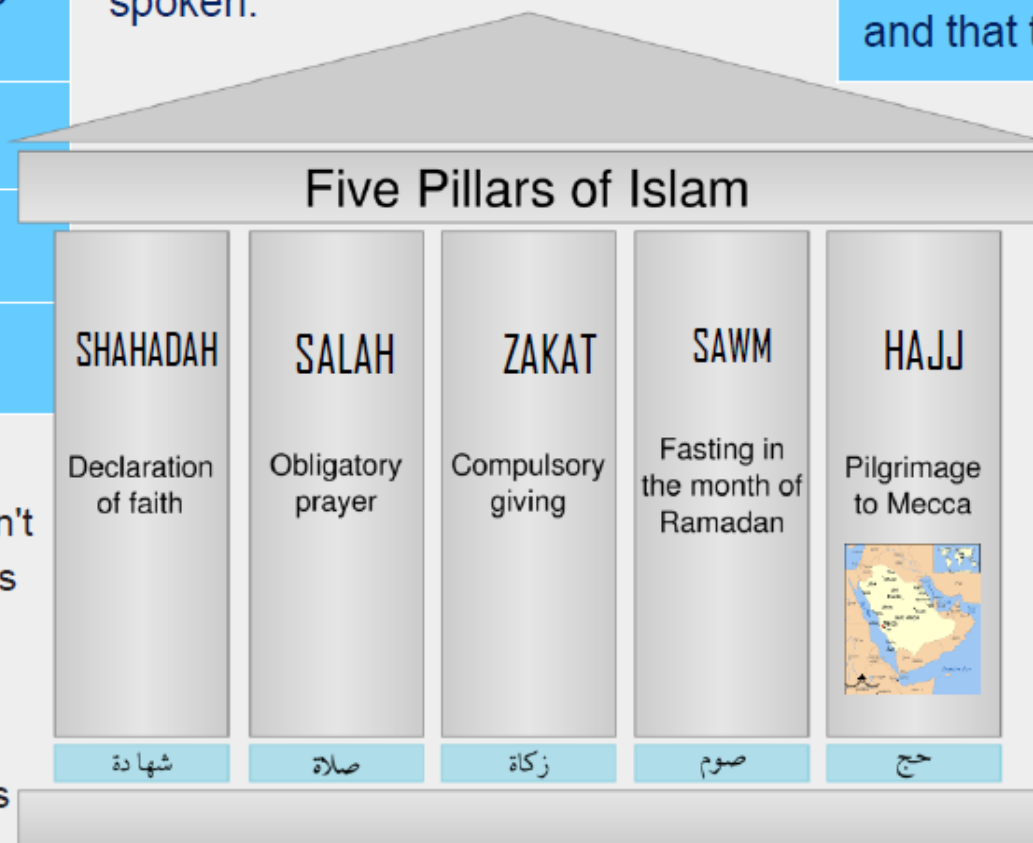 spoken.
and that t
Five Pillars of Islam
SHAHADAH
Declaration
of faith
شهادة
SALAH
Obligatory
prayer
صلاة
ZAKAT
Compulsory
giving
زكاة
SAWM
Fasting in
the month of
Ramadan
صوم
HAJJ
Pilgrimage
to Mecca
حج
n't
s
s